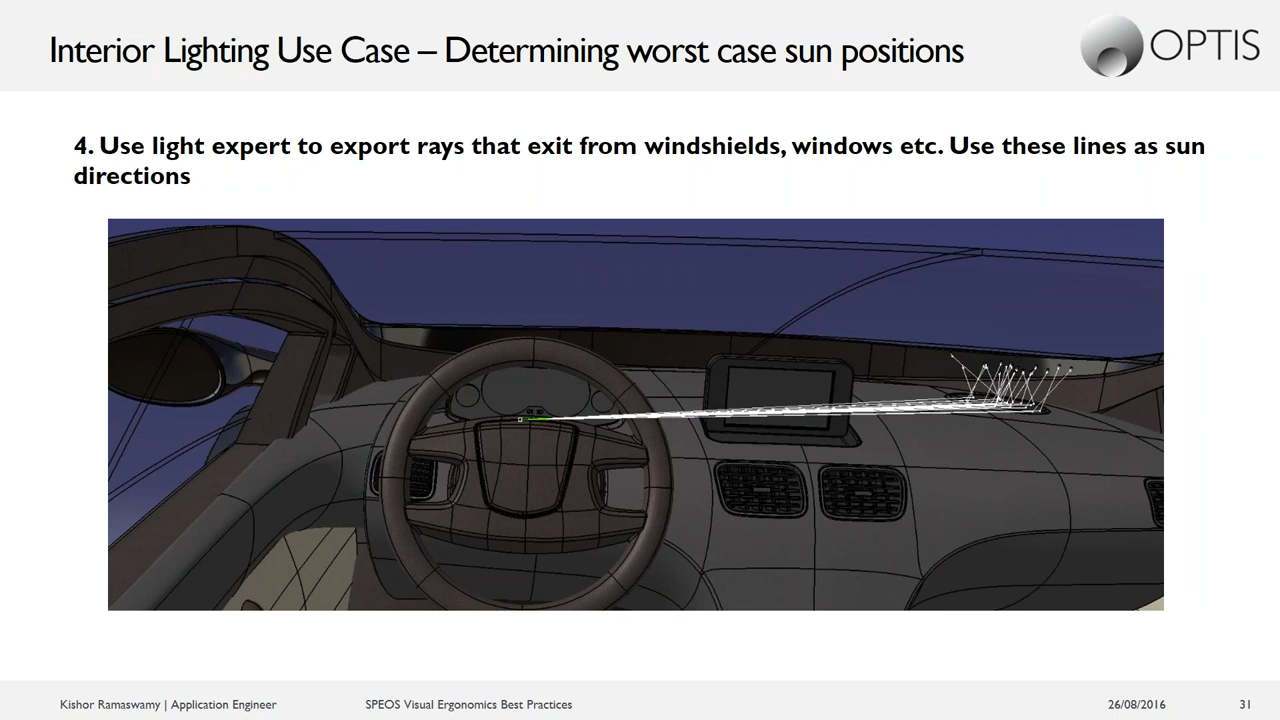 Interior Lighting Use Case – Determining worst case sun positions
OPTIS
4. Use light expert to export rays that exit from windshields, windows etc. Use these lines as sun
directions
Kishor Ramaswamy | Application Engineer
SPEOS Visual Ergonomics Best Practices
26/08/2016
31